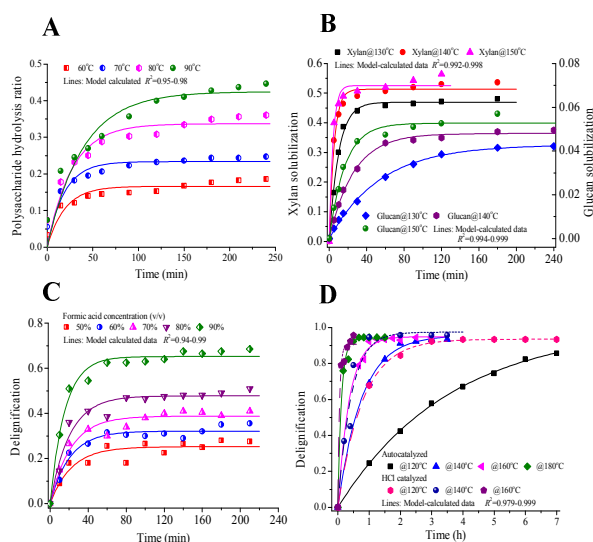 A
60°C 70°C 80°C 90°C
Lines: Model calculated R²=0.95-0.98
Polysaccharide hydrolysis ratio
0.5
0.4
0.3
0.2
0.1
0.0
0 50 100 150 200 250
Time (min)
B
Xylan@130°C Xylan@140°C Xylan@150°C
Lines: Model-calculated data R²=0.992-0.998
Xylan solubilization
0.6
0.5
0.4
0.3
0.2
0.1
0.0
Glucan solubilization
0.08
0.06
0.04
0.02
0.00
Glucan@130°C Glucan@140°C
Glucan@150°C Lines: Model-calculated data
R²=0.994-0.999
0 40 80 120 160 200 240
Time (min)
C
Formic acid concentration (v/v)
50% 60% 70% 80% 90%
Lines: Model calculated data R²=0.94-0.99
Delignification
0.8
0.6
0.4
0.2
0.0
0 40 80 120 160 200 240
Time (min)
D
Delignification
1.0
0.8
0.6
0.4
0.2
0.0
Autocatalyzed
@120°C @140°C @160°C @180°C
HCl catalyzed
@120°C @140°C @160°C
Lines: Model-calculated data R²=0.979-0.999
0 1 2 3 4 5 6 7
Time (h)